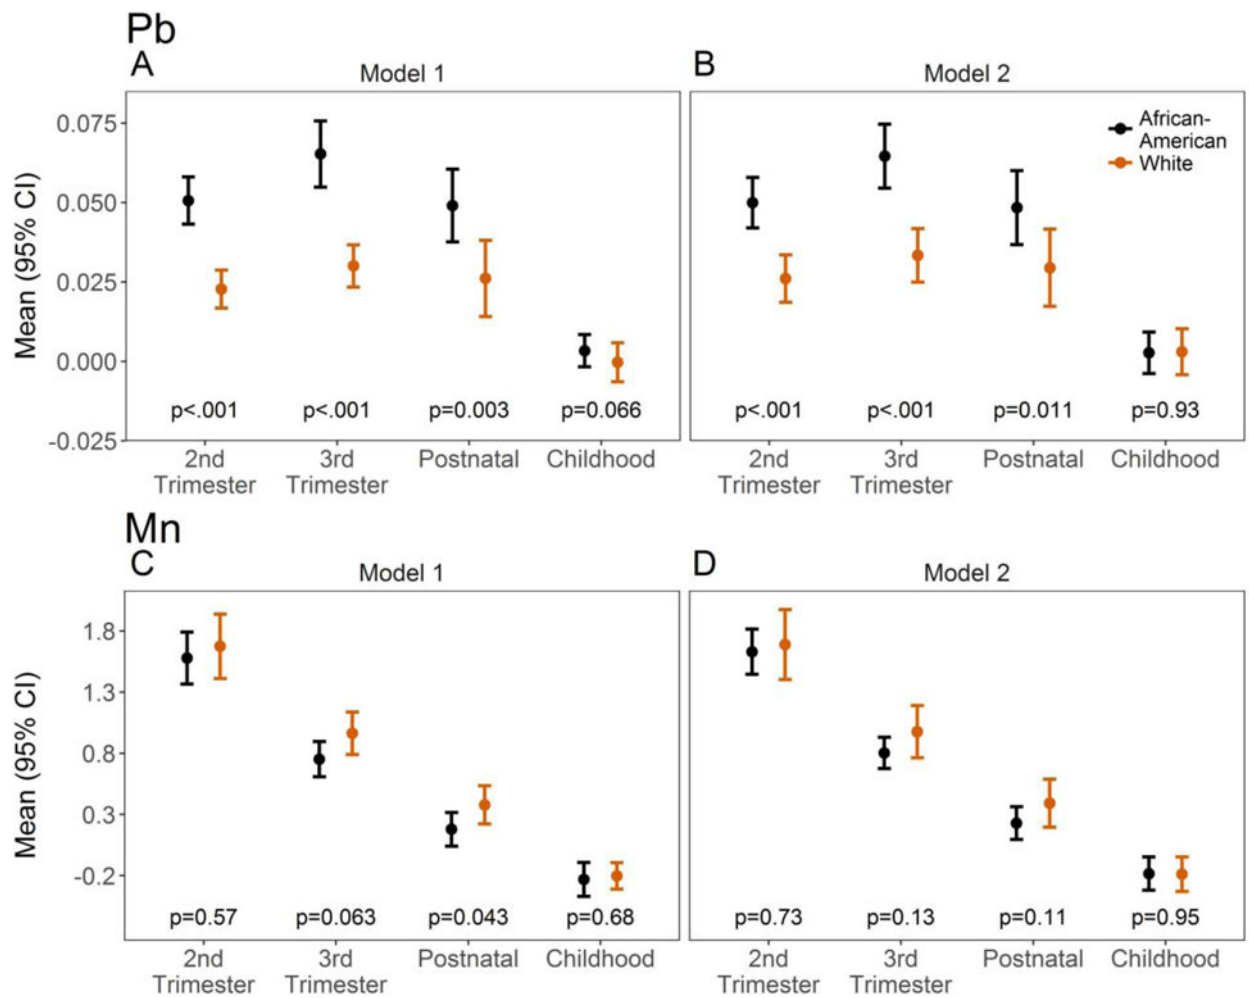 Pb
A
Model 1
B
Model 2
Mean (95% CI)
0.075
0.050
0.025
0.000
-0.025
African-
American
White
p<.001
p<.001
p=0.003
p=0.066
p<.001
p<.001
p=0.011
p=0.93
2nd
Trimester
3rd
Trimester
Postnatal
Childhood
2nd
Trimester
3rd
Trimester
Postnatal
Childhood
Mn
C
Model 1
D
Model 2
Mean (95% CI)
1.8
1.3
0.8
0.3
-0.2
p=0.57
p=0.063
p=0.043
p=0.68
p=0.73
p=0.13
p=0.11
p=0.95
2nd
Trimester
3rd
Trimester
Postnatal
Childhood
2nd
Trimester
3rd
Trimester
Postnatal
Childhood